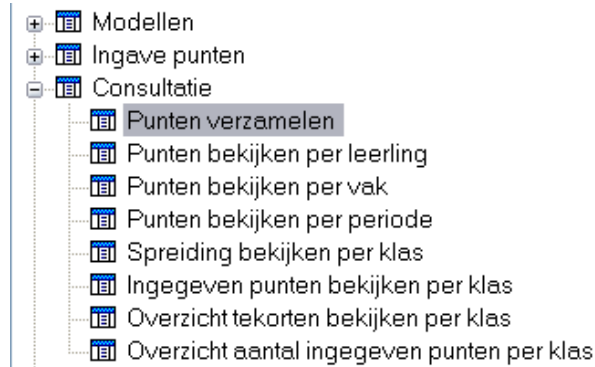 Modellen
Ingave punten
Consultatie
Punten verzamelen
Punten bekijken per leerling
Punten bekijken per vak
Punten bekijken per periode
Spreiding bekijken per klas
Ingegeven punten bekijken per klas
Overzicht tekorten bekijken per klas
Overzicht aantal ingegeven punten per klas